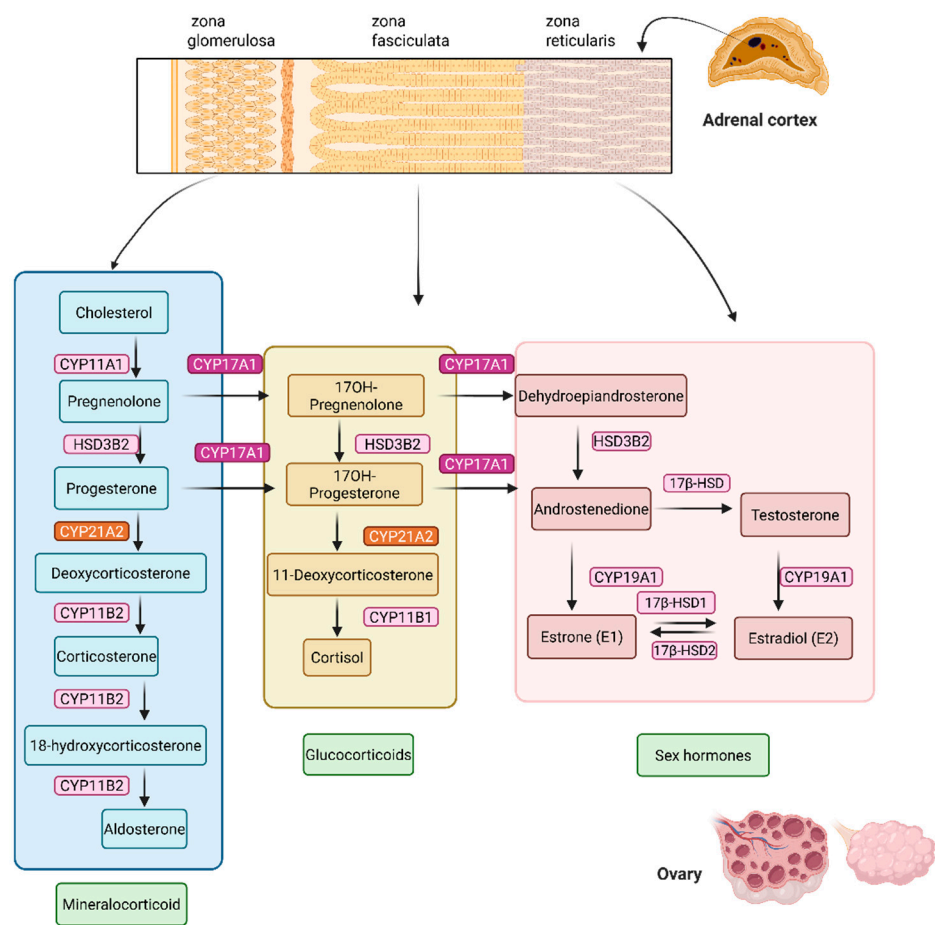 zona
glomerulosa
zona
fasciculata
zona
reticularis
Adrenal cortex
Cholesterol
CYP11A1
CYP17A1
CYP17A1
Pregnenolone
17OH-
Pregnenolone
Dehydroepiandrosterone
HSD3B2
HSD3B2
HSD3B2
CYP17A1
CYP17A1
Progesterone
17OH-
Progesterone
17β-HSD
Androstenedione
Testosterone
CYP21A2
CYP21A2
Deoxycorticosterone
11-Deoxycorticosterone
CYP19A1
CYP19A1
CYP11B2
CYP11B1
17β-HSD1
Corticosterone
Cortisol
Estrone (E1)
17β-HSD2
Estradiol (E2)
CYP11B2
18-hydroxycorticosterone
Glucocorticoids
Sex hormones
CYP11B2
Aldosterone
Ovary
Mineralocorticoid